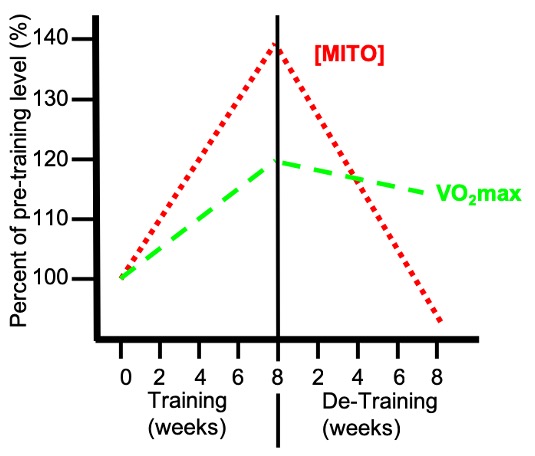 Percent of pre-training level (%)
140
130
120
110
100
[MITO]
VO₂max
0 2 4 6 8 2 4 6 8
Training
(weeks)
De-Training
(weeks)